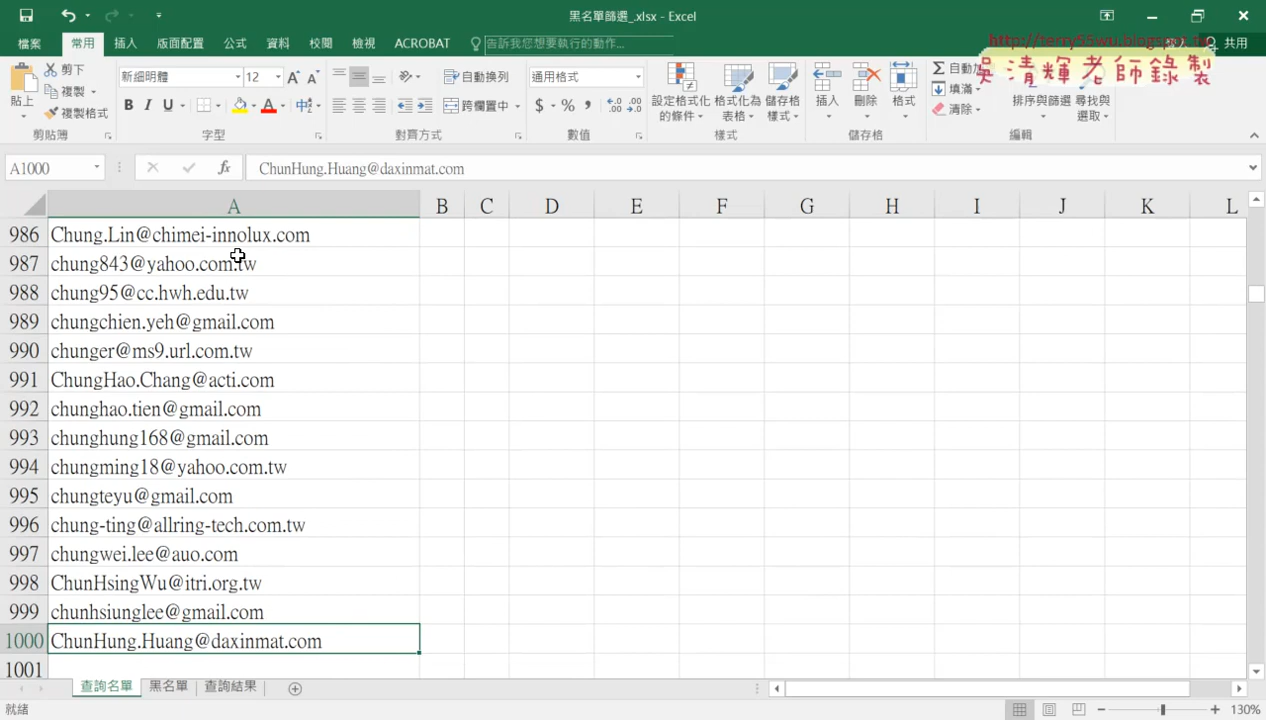 黑名單篩選_.xlsx - Excel
檔案 常用 插入 版面配置 公式 資料 校閱 檢視 ACROBAT 告訴我您想要執行的動作... 共用
http://terry55wu.blogspot.tw
吳清輝老師錄製
貼上 剪下 複製 複製格式 剪貼簿
新細明體 12 B I U A 中 字型
自動換列 跨欄置中 對齊方式
通用格式 $ % 數值
設定格式化的條件 格式化為表格 儲存格樣式 樣式
插入 刪除 格式 儲存格
Σ 自動加 填滿 清除 排序與篩選 尋找與選取 編輯
A1000 fx ChunHung.Huang@daxinmat.com
A B C D E F G H I J K L
986 Chung.Lin@chimei-innolux.com
987 chung843@yahoo.com.tw
988 chung95@cc.hwh.edu.tw
989 chungchien.yeh@gmail.com
990 chunger@ms9.url.com.tw
991 ChungHao.Chang@acti.com
992 chunghao.tien@gmail.com
993 chunghung168@gmail.com
994 chungming18@yahoo.com.tw
995 chungteyu@gmail.com
996 chung-ting@allring-tech.com.tw
997 chungwei.lee@auo.com
998 ChunHsingWu@itri.org.tw
999 chunhsiunglee@gmail.com
1000 ChunHung.Huang@daxinmat.com
1001
查詢名單 黑名單 查詢結果
就緒 130%